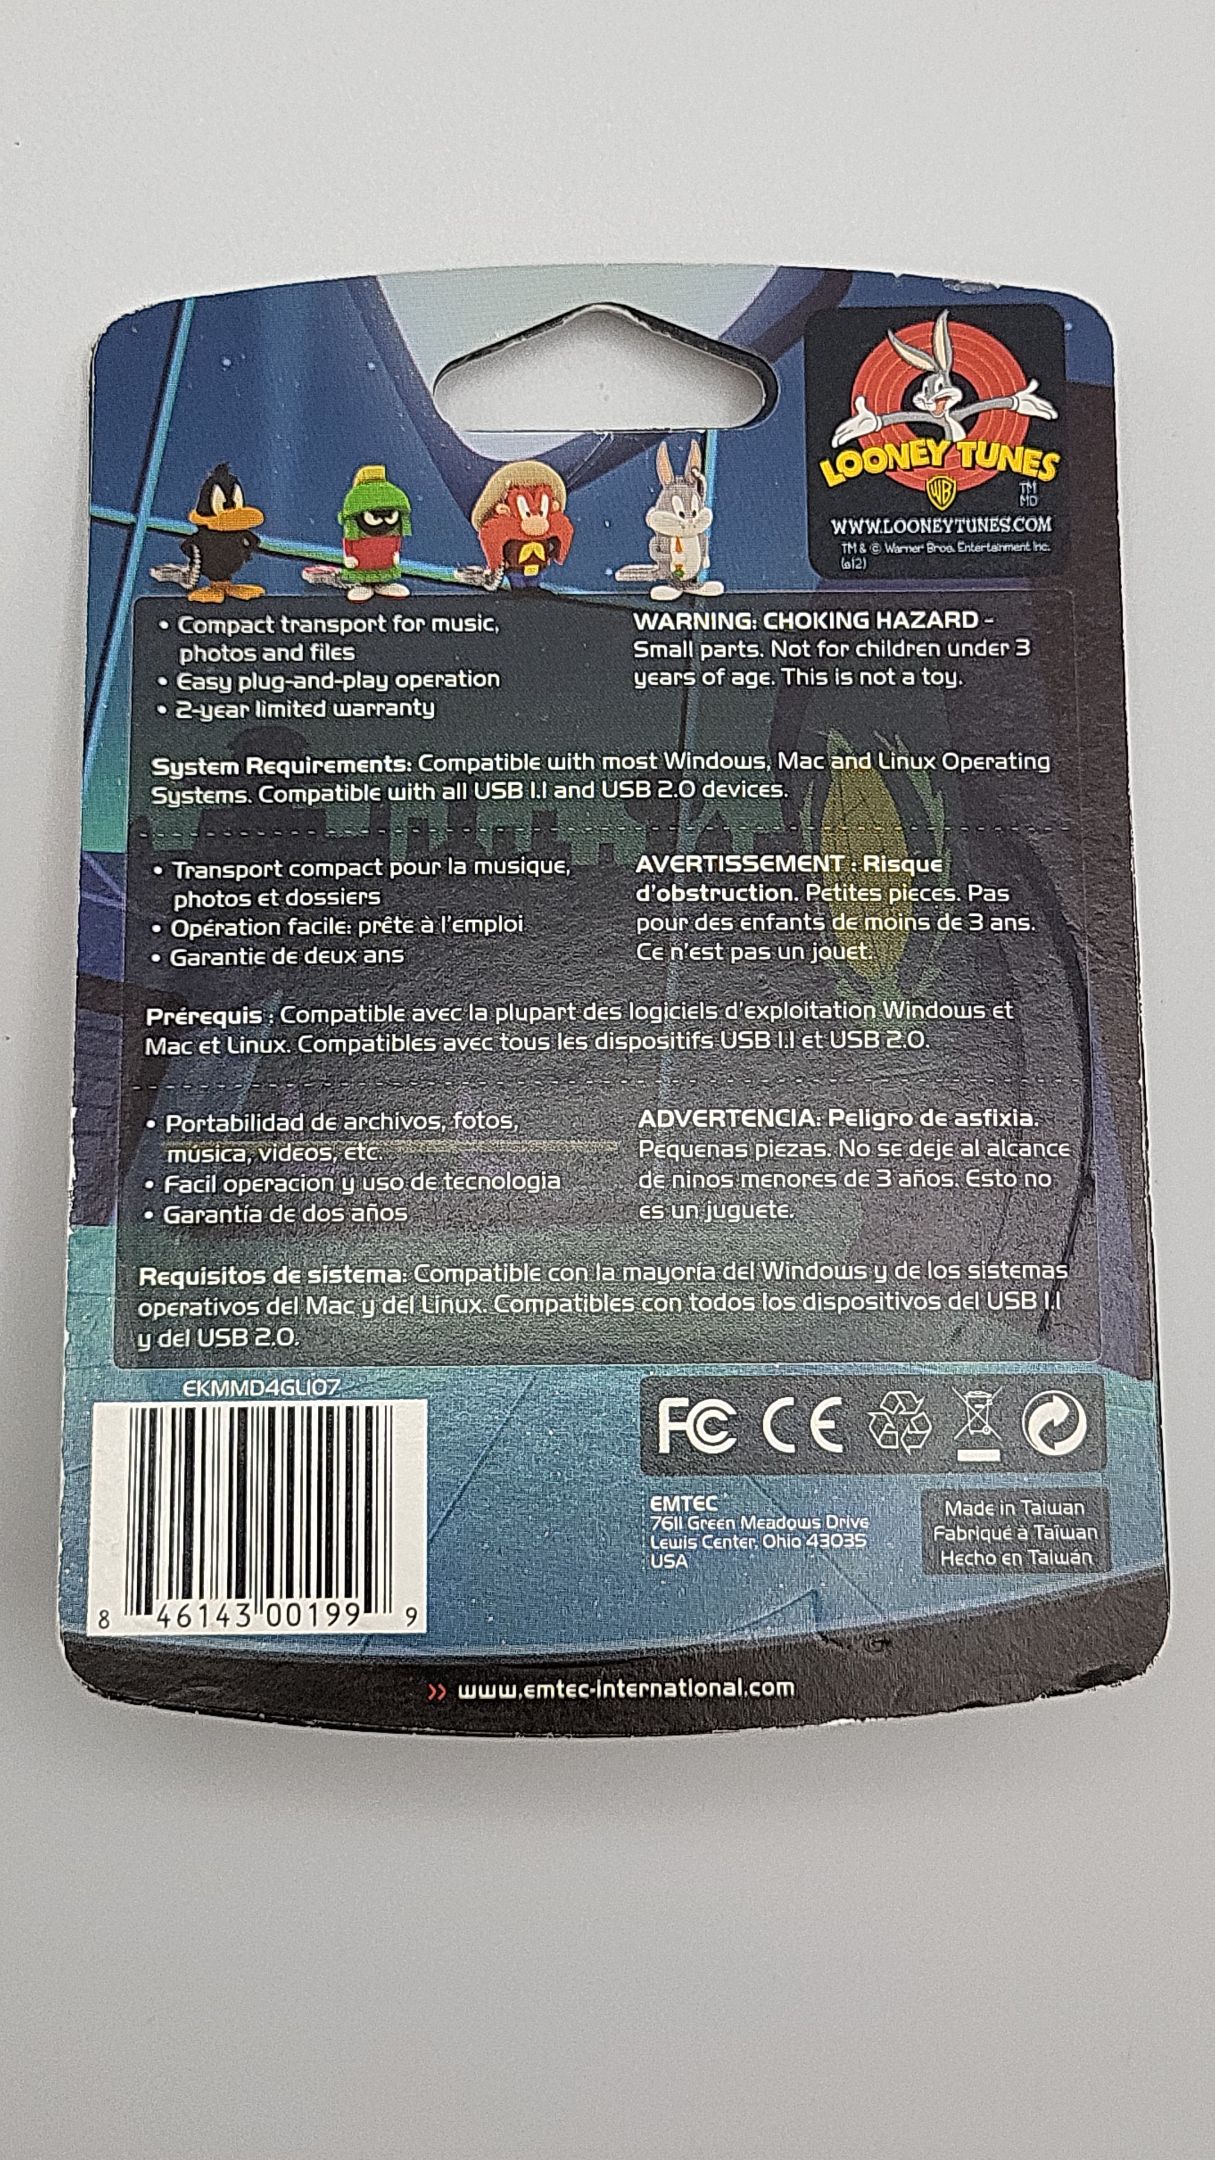 LOONEY TUNES
WB
TM
MD
WWW.LOONEYTUNES.COM
TM & © Warner Bros. Entertainment Inc.
(s12)
• Compact transport for music,
photos and files
• Easy plug-and-play operation
• 2-year limited warranty
WARNING: CHOKING HAZARD -
Small parts. Not for children under 3
years of age. This is not a toy.
System Requirements: Compatible with most Windows, Mac and Linux Operating
Systems. Compatible with all USB 1.1 and USB 2.0 devices.
• Transport compact pour la musique,
photos et dossiers
• Opération facile: prête à l'emploi
• Garantie de deux ans
AVERTISSEMENT : Risque
d'obstruction. Petites pieces. Pas
pour des enfants de moins de 3 ans.
Ce n'est pas un jouet.
Prérequis : Compatible avec la plupart des logiciels d'exploitation Windows et
Mac et Linux. Compatibles avec tous les dispositifs USB 1.1 et USB 2.0.
• Portabilidad de archivos, fotos,
música, videos, etc.
• Facil operacion y uso de tecnologia
• Garantía de dos años
ADVERTENCIA: Peligro de asfixia.
Pequenas piezas. No se deje al alcance
de ninos menores de 3 años. Esto no
es un juguete.
Requisitos de sistema: Compatible con la mayoría del Windows y de los sistemas
operativos del Mac y del Linux. Compatibles con todos los dispositivos del USB 1.1
y del USB 2.0.
EKMMD4GL107
8 46143 00199 9
FC CE
EMTEC
7611 Green Meadows Drive
Lewis Center, Ohio 43035
USA
Made in Taiwan
Fabriqué à Taïwan
Hecho en Taiwán
» www.emtec-international.com